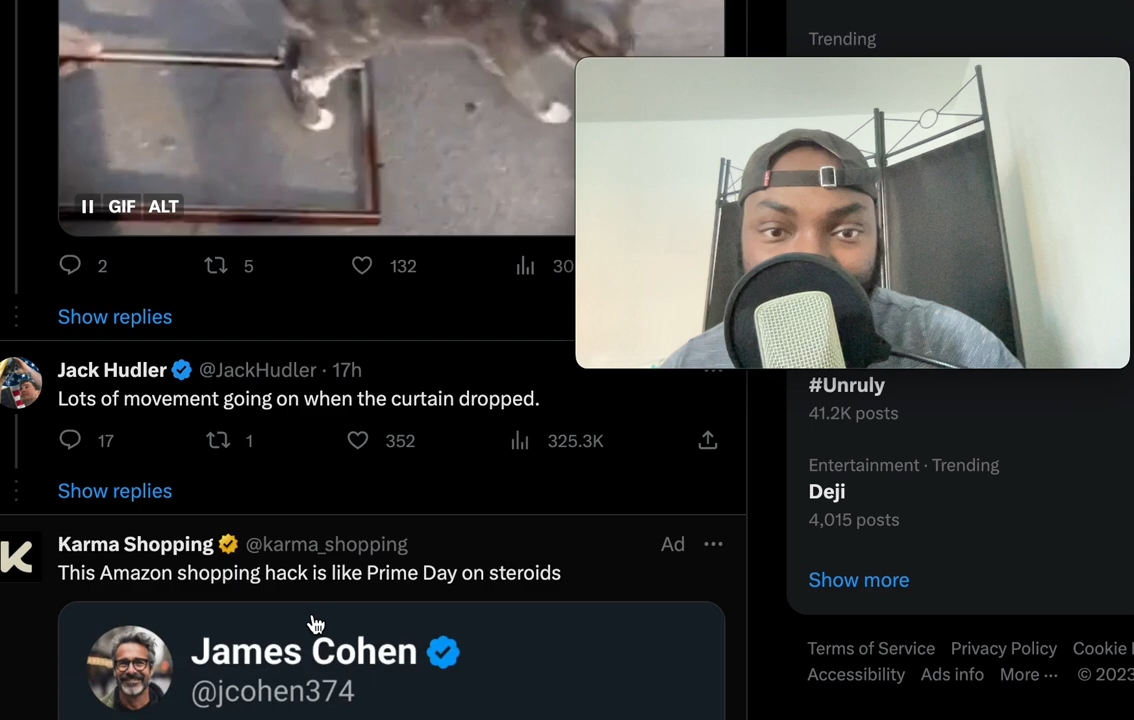 Trending
GIF ALT
2 5 132 30
Show replies
Jack Hudler @JackHudler · 17h
Lots of movement going on when the curtain dropped.
17 1 352 325.3K
Show replies
Karma Shopping @karma_shopping Ad
This Amazon shopping hack is like Prime Day on steroids
James Cohen
@jcohen374
#Unruly
41.2K posts
Entertainment · Trending
Deji
4,015 posts
Show more
Terms of Service Privacy Policy Cookie
Accessibility Ads info More ··· © 2023